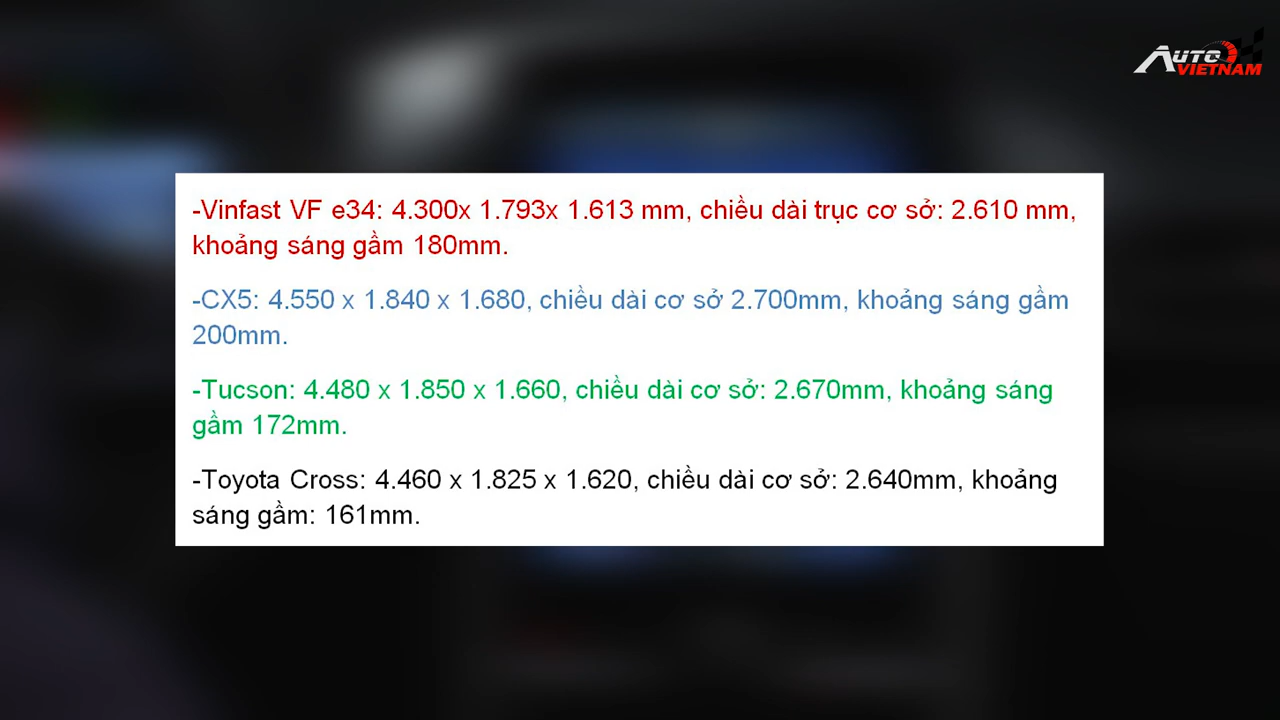 AUTO
VIETNAM
-Vinfast VF e34: 4.300x 1.793x 1.613 mm, chiều dài trục cơ sở: 2.610 mm,
khoảng sáng gầm 180mm.
-CX5: 4.550 x 1.840 x 1.680, chiều dài cơ sở 2.700mm, khoảng sáng gầm
200mm.
-Tucson: 4.480 x 1.850 x 1.660, chiều dài cơ sở: 2.670mm, khoảng sáng
gầm 172mm.
-Toyota Cross: 4.460 x 1.825 x 1.620, chiều dài cơ sở: 2.640mm, khoảng
sáng gầm: 161mm.